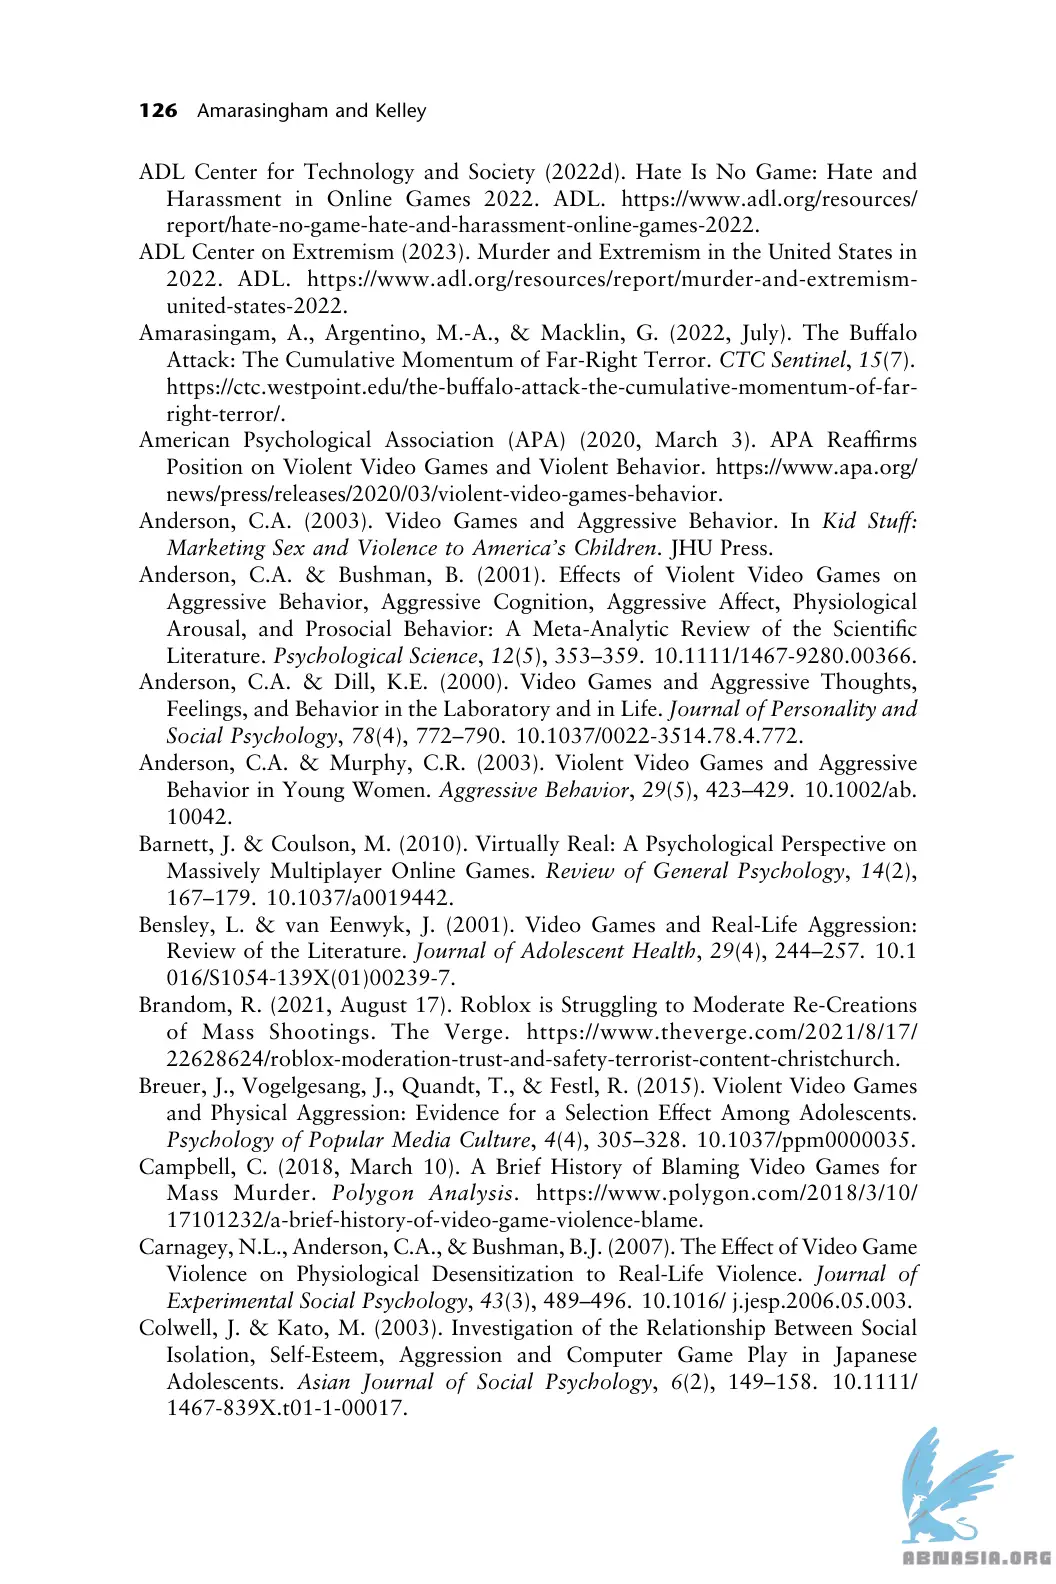 126 Amarasingham and Kelley
ADL Center for Technology and Society (2022d). Hate Is No Game: Hate and
Harassment in Online Games 2022. ADL. https://www.adl.org/resources/
report/hate-no-game-hate-and-harassment-online-games-2022.
ADL Center on Extremism (2023). Murder and Extremism in the United States in
2022. ADL. https://www.adl.org/resources/report/murder-and-extremism-
united-states-2022.
Amarasingam, A., Argentino, M.-A., & Macklin, G. (2022, July). The Buffalo
Attack: The Cumulative Momentum of Far-Right Terror. CTC Sentinel, 15(7).
https://ctc.westpoint.edu/the-buffalo-attack-the-cumulative-momentum-of-far-
right-terror/.
American Psychological Association (APA) (2020, March 3). APA Reaffirms
Position on Violent Video Games and Violent Behavior. https://www.apa.org/
news/press/releases/2020/03/violent-video-games-behavior.
Anderson, C.A. (2003). Video Games and Aggressive Behavior. In Kid Stuff:
Marketing Sex and Violence to America's Children. JHU Press.
Anderson, C.A. & Bushman, B. (2001). Effects of Violent Video Games on
Aggressive Behavior, Aggressive Cognition, Aggressive Affect, Physiological
Arousal, and Prosocial Behavior: A Meta-Analytic Review of the Scientific
Literature. Psychological Science, 12(5), 353–359. 10.1111/1467-9280.00366.
Anderson, C.A. & Dill, K.E. (2000). Video Games and Aggressive Thoughts,
Feelings, and Behavior in the Laboratory and in Life. Journal of Personality and
Social Psychology, 78(4), 772–790. 10.1037/0022-3514.78.4.772.
Anderson, C.A. & Murphy, C.R. (2003). Violent Video Games and Aggressive
Behavior in Young Women. Aggressive Behavior, 29(5), 423–429. 10.1002/ab.
10042.
Barnett, J. & Coulson, M. (2010). Virtually Real: A Psychological Perspective on
Massively Multiplayer Online Games. Review of General Psychology, 14(2),
167–179. 10.1037/a0019442.
Bensley, L. & van Eenwyk, J. (2001). Video Games and Real-Life Aggression:
Review of the Literature. Journal of Adolescent Health, 29(4), 244–257. 10.1
016/S1054-139X(01)00239-7.
Brandom, R. (2021, August 17). Roblox is Struggling to Moderate Re-Creations
of Mass Shootings. The Verge. https://www.theverge.com/2021/8/17/
22628624/roblox-moderation-trust-and-safety-terrorist-content-christchurch.
Breuer, J., Vogelgesang, J., Quandt, T., & Festl, R. (2015). Violent Video Games
and Physical Aggression: Evidence for a Selection Effect Among Adolescents.
Psychology of Popular Media Culture, 4(4), 305–328. 10.1037/ppm0000035.
Campbell, C. (2018, March 10). A Brief History of Blaming Video Games for
Mass Murder. Polygon Analysis. https://www.polygon.com/2018/3/10/
17101232/a-brief-history-of-video-game-violence-blame.
Carnagey, N.L., Anderson, C.A., & Bushman, B.J. (2007). The Effect of Video Game
Violence on Physiological Desensitization to Real-Life Violence. Journal of
Experimental Social Psychology, 43(3), 489–496. 10.1016/ j.jesp.2006.05.003.
Colwell, J. & Kato, M. (2003). Investigation of the Relationship Between Social
Isolation, Self-Esteem, Aggression and Computer Game Play in Japanese
Adolescents. Asian Journal of Social Psychology, 6(2), 149–158. 10.1111/
1467-839X.t01-1-00017.
ABNASIA.ORG